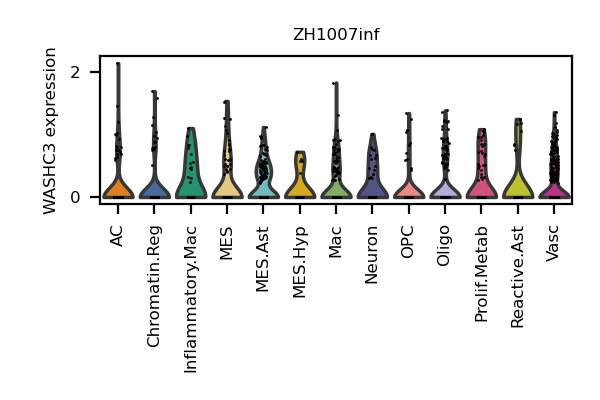 ZH1007inf
WASHC3 expression
2
0
AC
Chromatin.Reg
Inflammatory.Mac
MES
MES.Ast
MES.Hyp
Mac
Neuron
OPC
Oligo
Prolif.Metab
Reactive.Ast
Vasc